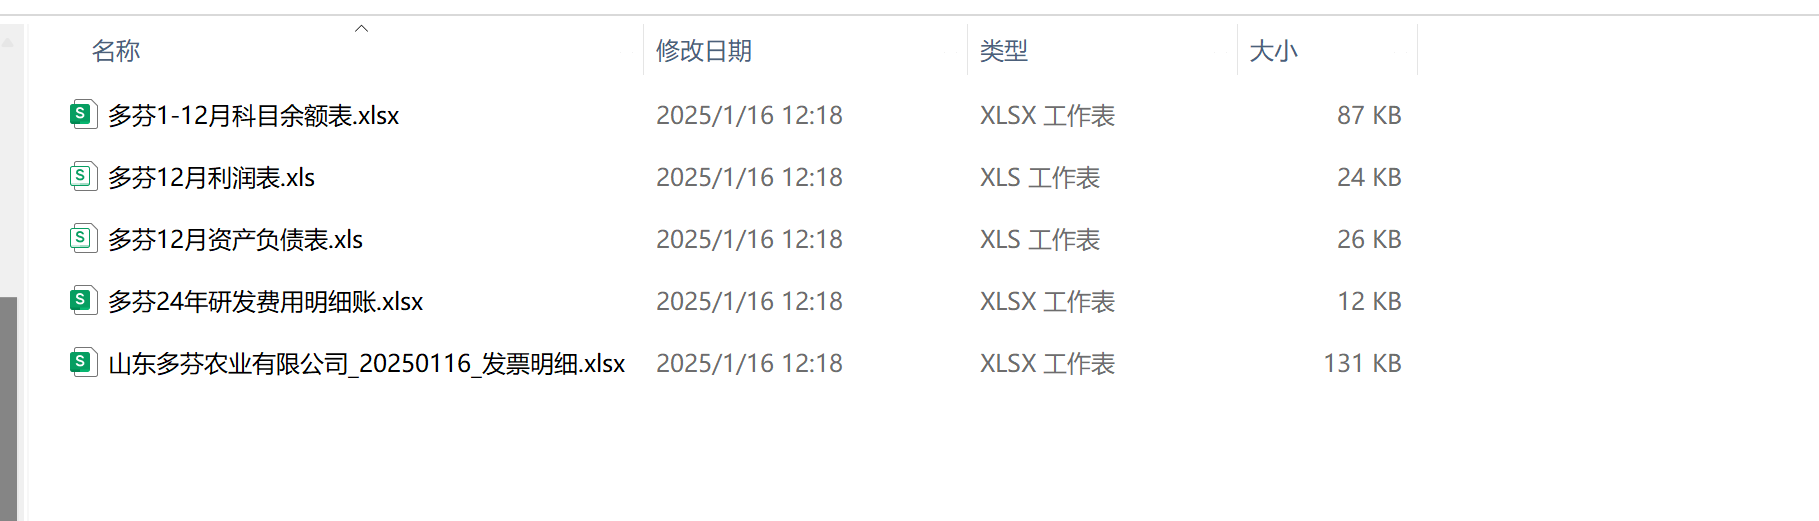 名称 修改日期 类型 大小
S 多芬1-12月科目余额表.xlsx 2025/1/16 12:18 XLSX 工作表 87 KB
S 多芬12月利润表.xls 2025/1/16 12:18 XLS 工作表 24 KB
S 多芬12月资产负债表.xls 2025/1/16 12:18 XLS 工作表 26 KB
S 多芬24年研发费用明细账.xlsx 2025/1/16 12:18 XLSX 工作表 12 KB
S 山东多芬农业有限公司_20250116_发票明细.xlsx 2025/1/16 12:18 XLSX 工作表 131 KB